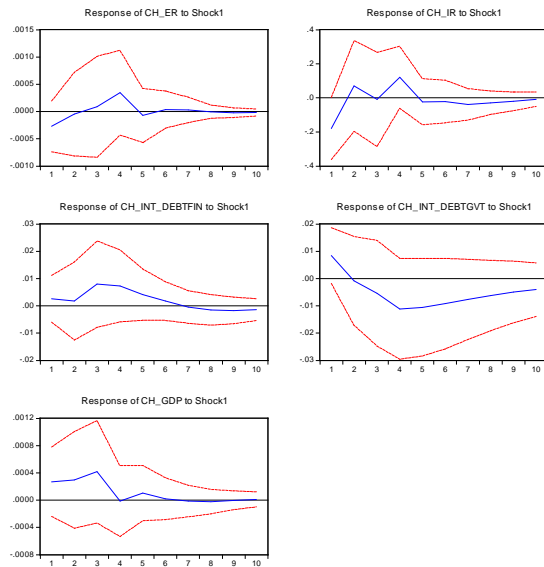 Response of CH_ER to Shock1
.0015
.0010
.0005
.0000
-.0005
-.0010
1 2 3 4 5 6 7 8 9 10
Response of CH_IR to Shock1
.4
.2
.0
-.2
-.4
1 2 3 4 5 6 7 8 9 10
Response of CH_INT_DEBTFIN to Shock1
.03
.02
.01
.00
-.01
-.02
1 2 3 4 5 6 7 8 9 10
Response of CH_INT_DEBTGVT to Shock1
.02
.01
.00
-.01
-.02
-.03
1 2 3 4 5 6 7 8 9 10
Response of CH_GDP to Shock1
.0012
.0008
.0004
.0000
-.0004
-.0008
1 2 3 4 5 6 7 8 9 10